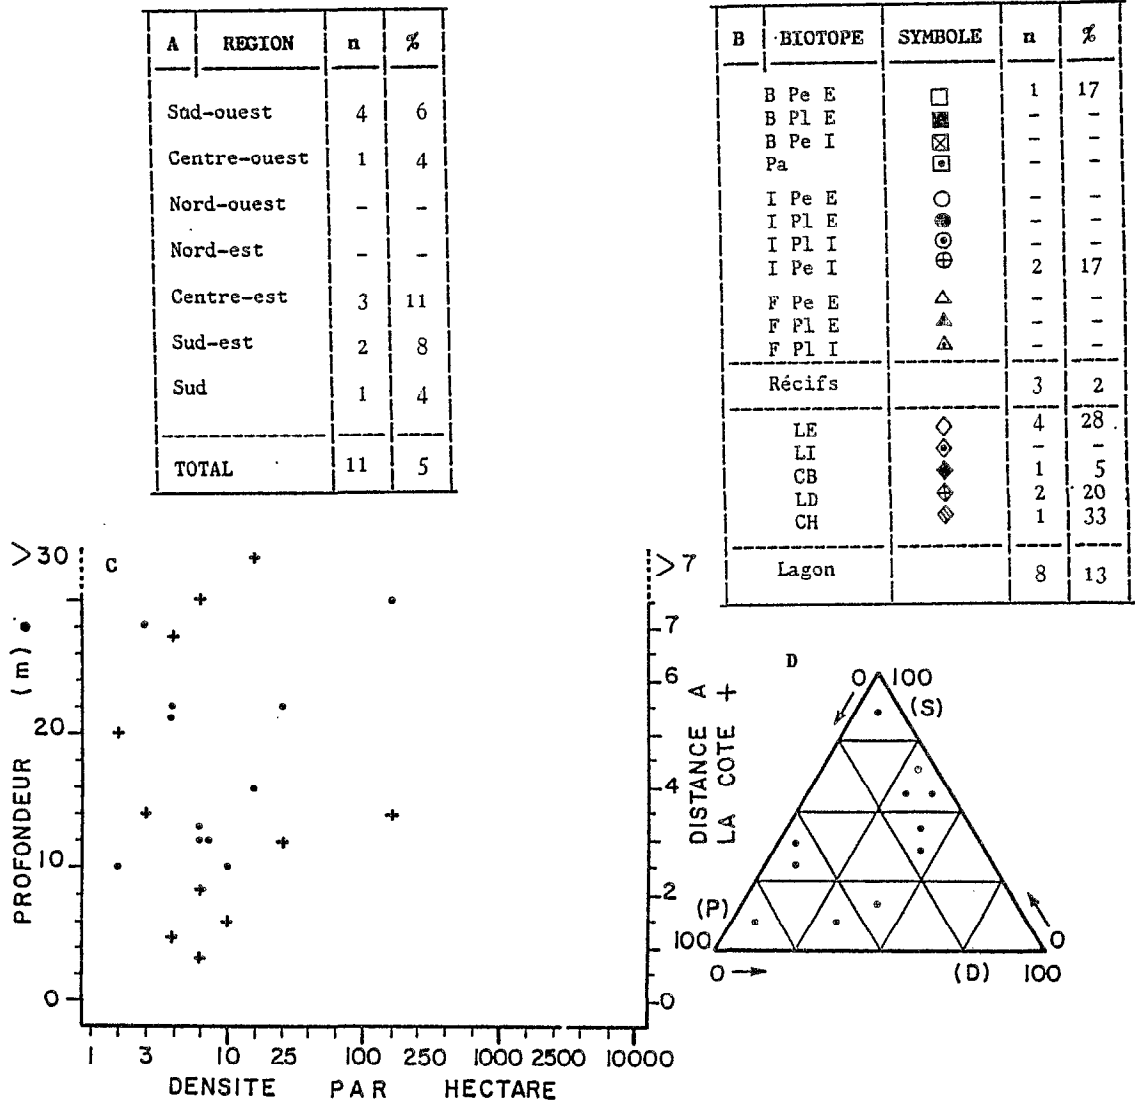 A REGION n %
Sud-ouest 4 6
Centre-ouest 1 4
Nord-ouest – –
Nord-est – –
Centre-est 3 11
Sud-est 2 8
Sud 1 4
TOTAL 11 5
B BIOTOPE SYMBOLE n %
B Pe E 1 17
B Pl E – –
B Pe I – –
Pa – –
I Pe E – –
I Pl E – –
I Pl I – –
I Pe I 2 17
F Pe E – –
F Pl E – –
F Pl I – –
Récifs 3 2
LE 4 28
LI – –
CB 1 5
LD 2 20
CH 1 33
Lagon 8 13
C
>30
20
10
0
PROFONDEUR (m)
>7
7
6
4
2
0
DISTANCE A
LA COTE +
1 3 10 25 100 250 1000 2500 10000
DENSITE PAR HECTARE
D
0 100
(S)
(P)
100
0
0
(D) 100